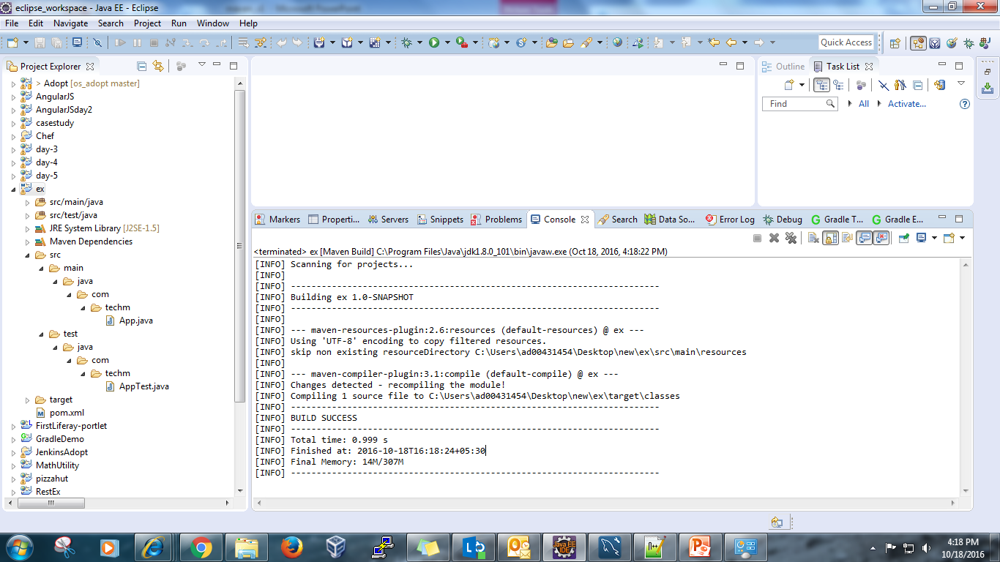 eclipse_workspace - Java EE - Eclipse
File Edit Navigate Search Project Run Window Help
Quick Access
Project Explorer
> Adopt [os_adopt master]
AngularJS
AngularJSday2
casestudy
Chef
day-3
day-4
day-5
ex
src/main/java
src/test/java
JRE System Library [J2SE-1.5]
Maven Dependencies
src
main
java
com
techm
App.java
test
java
com
techm
AppTest.java
target
pom.xml
FirstLiferay-portlet
GradleDemo
JenkinsAdopt
MathUtility
pizzahut
RestEx
Outline Task List
Find All Activate...
Markers Properti... Servers Snippets Problems Console Search Data So... Error Log Debug Gradle T... Gradle E...
<terminated> ex [Maven Build] C:\Program Files\Java\jdk1.8.0_101\bin\javaw.exe (Oct 18, 2016, 4:18:22 PM)
[INFO] Scanning for projects...
[INFO]
[INFO] ------------------------------------------------------------------------
[INFO] Building ex 1.0-SNAPSHOT
[INFO] ------------------------------------------------------------------------
[INFO]
[INFO] --- maven-resources-plugin:2.6:resources (default-resources) @ ex ---
[INFO] Using 'UTF-8' encoding to copy filtered resources.
[INFO] skip non existing resourceDirectory C:\Users\ad00431454\Desktop\new\ex\src\main\resources
[INFO]
[INFO] --- maven-compiler-plugin:3.1:compile (default-compile) @ ex ---
[INFO] Changes detected - recompiling the module!
[INFO] Compiling 1 source file to C:\Users\ad00431454\Desktop\new\ex\target\classes
[INFO] ------------------------------------------------------------------------
[INFO] BUILD SUCCESS
[INFO] ------------------------------------------------------------------------
[INFO] Total time: 0.999 s
[INFO] Finished at: 2016-10-18T16:18:24+05:30
[INFO] Final Memory: 14M/307M
[INFO] ------------------------------------------------------------------------
Java EE
IDE
4:18 PM
10/18/2016